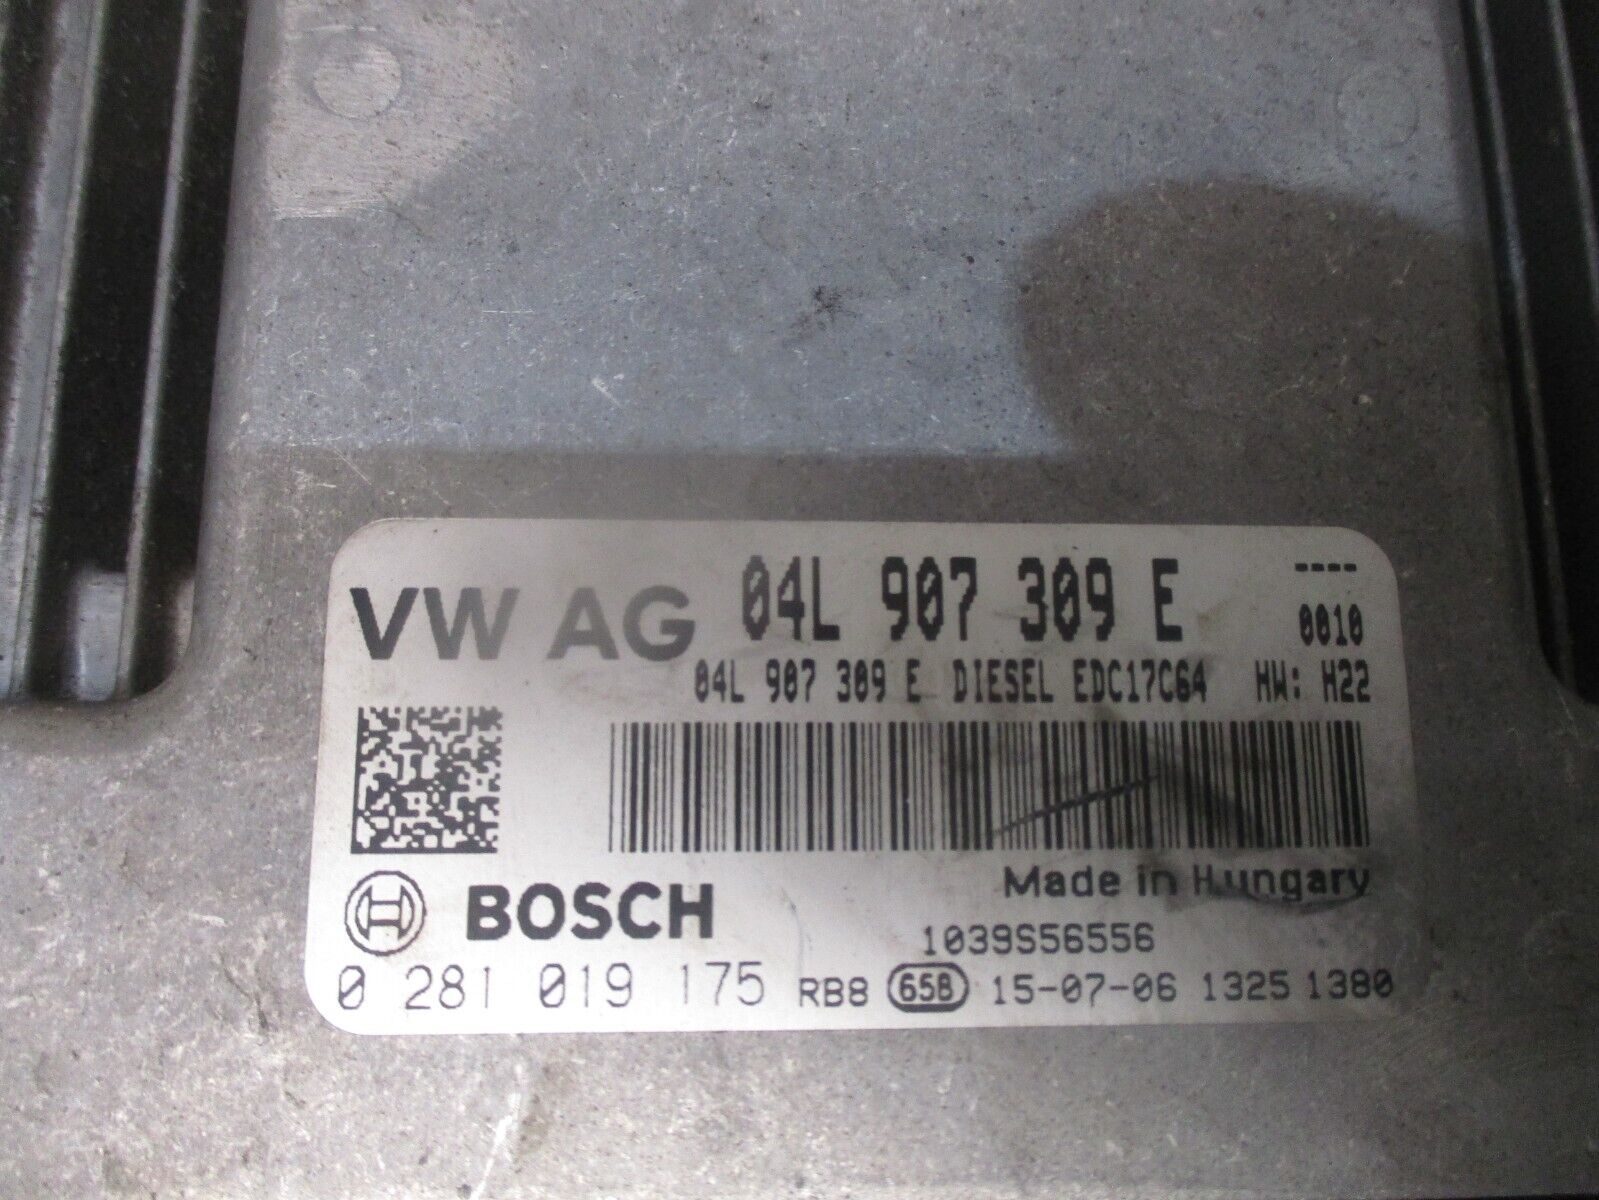 VW AG 04L 907 309 E ----
0010
04L 907 309 E DIESEL EDC17C64 HW: H22
Made in Hungary
BOSCH
1039S56556
0 281 019 175 RB8 65B 15-07-06 1325 1380